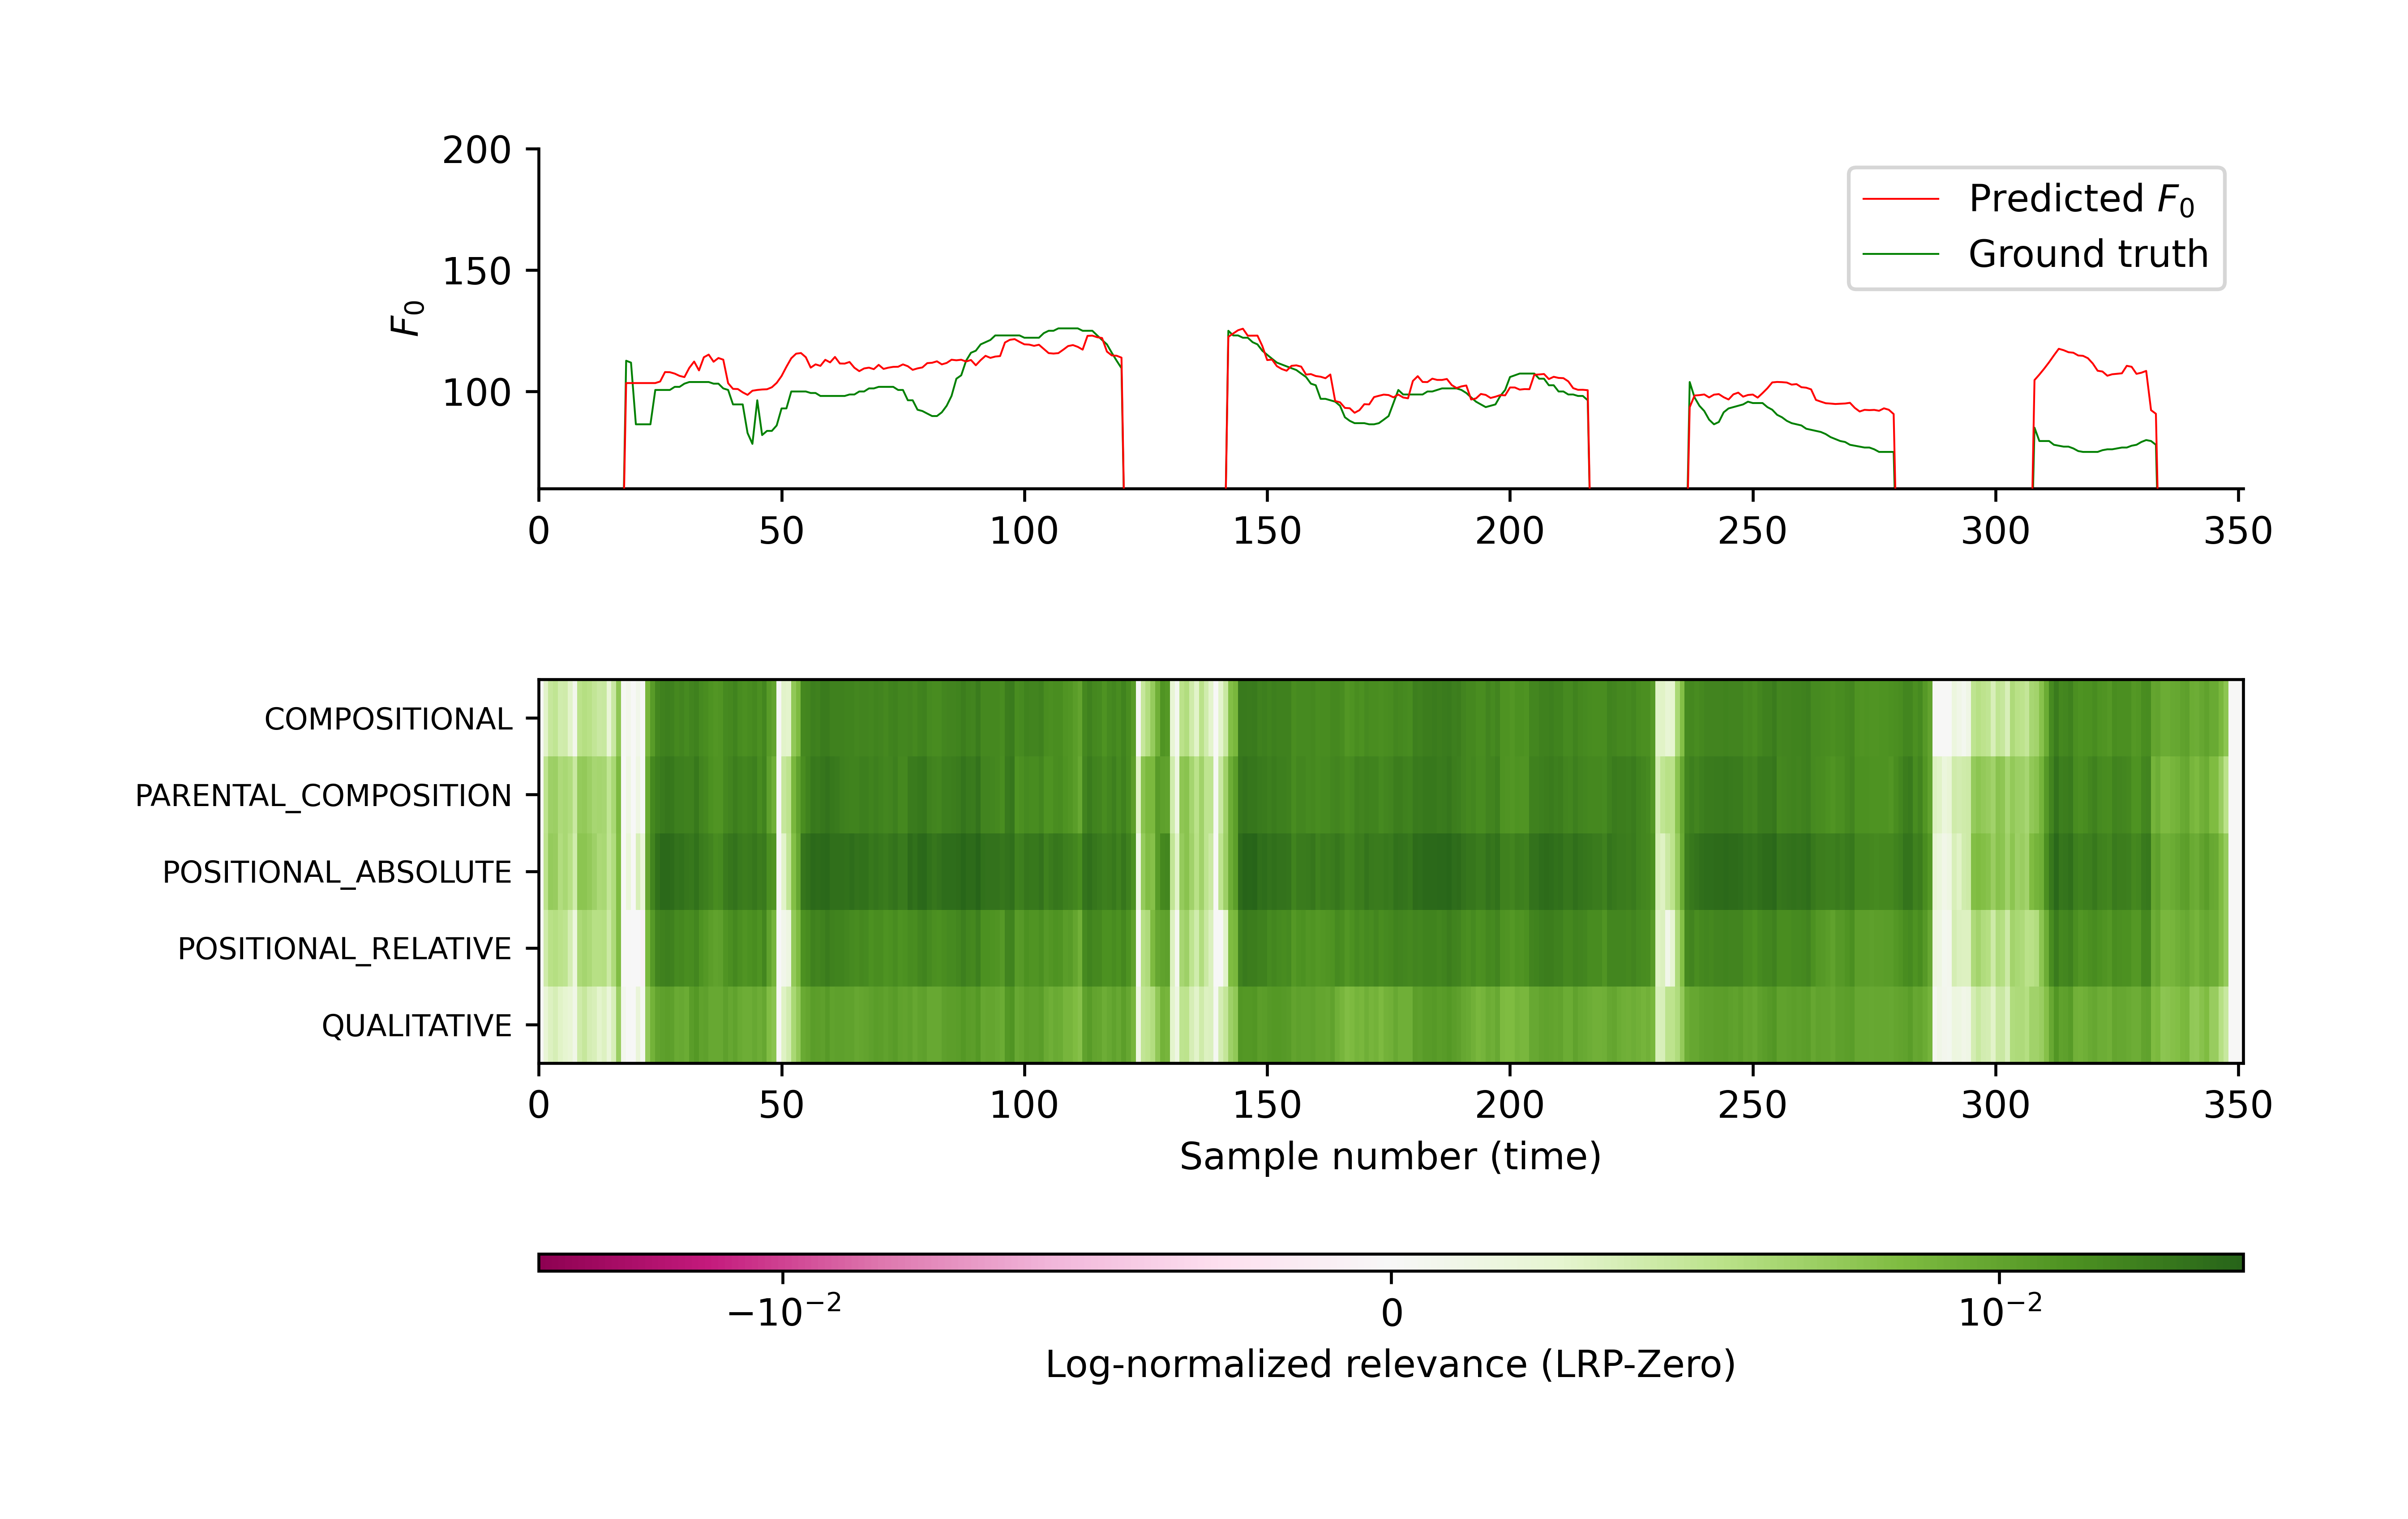 200
150
100
F₀
Predicted F₀
Ground truth
0 50 100 150 200 250 300 350
COMPOSITIONAL
PARENTAL_COMPOSITION
POSITIONAL_ABSOLUTE
POSITIONAL_RELATIVE
QUALITATIVE
0 50 100 150 200 250 300 350
Sample number (time)
−10⁻² 0 10⁻²
Log-normalized relevance (LRP-Zero)